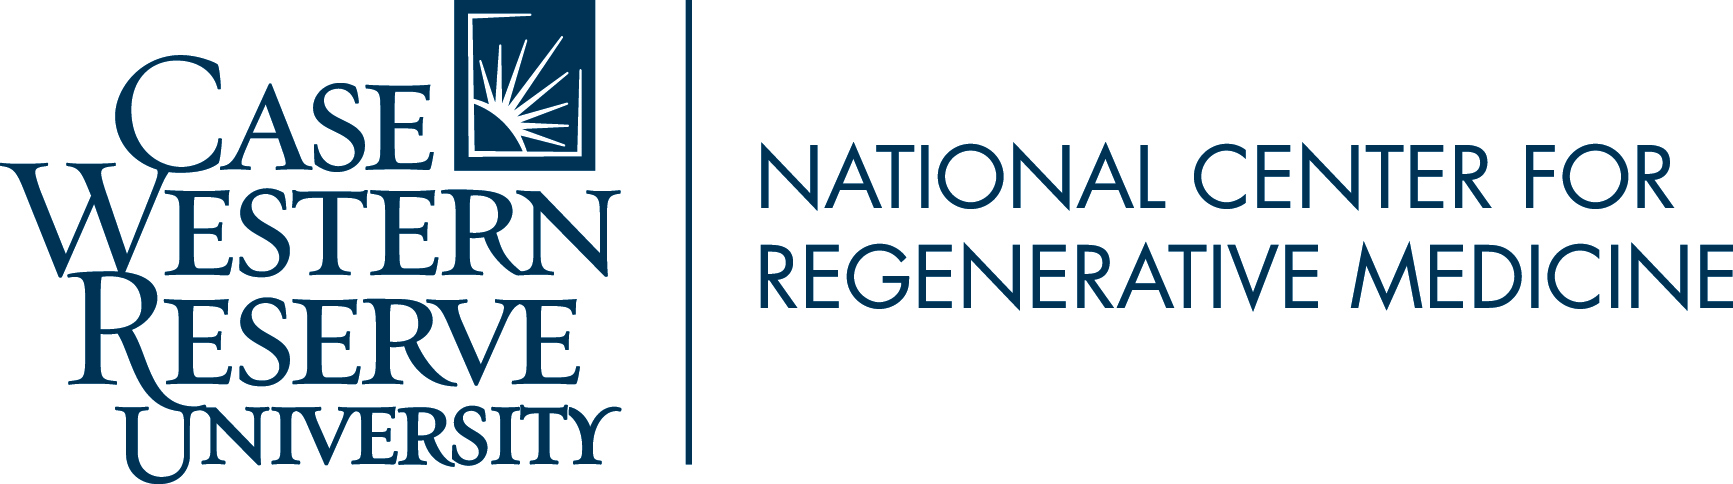 CASE
WESTERN
RESERVE
UNIVERSITY
NATIONAL CENTER FOR
REGENERATIVE MEDICINE